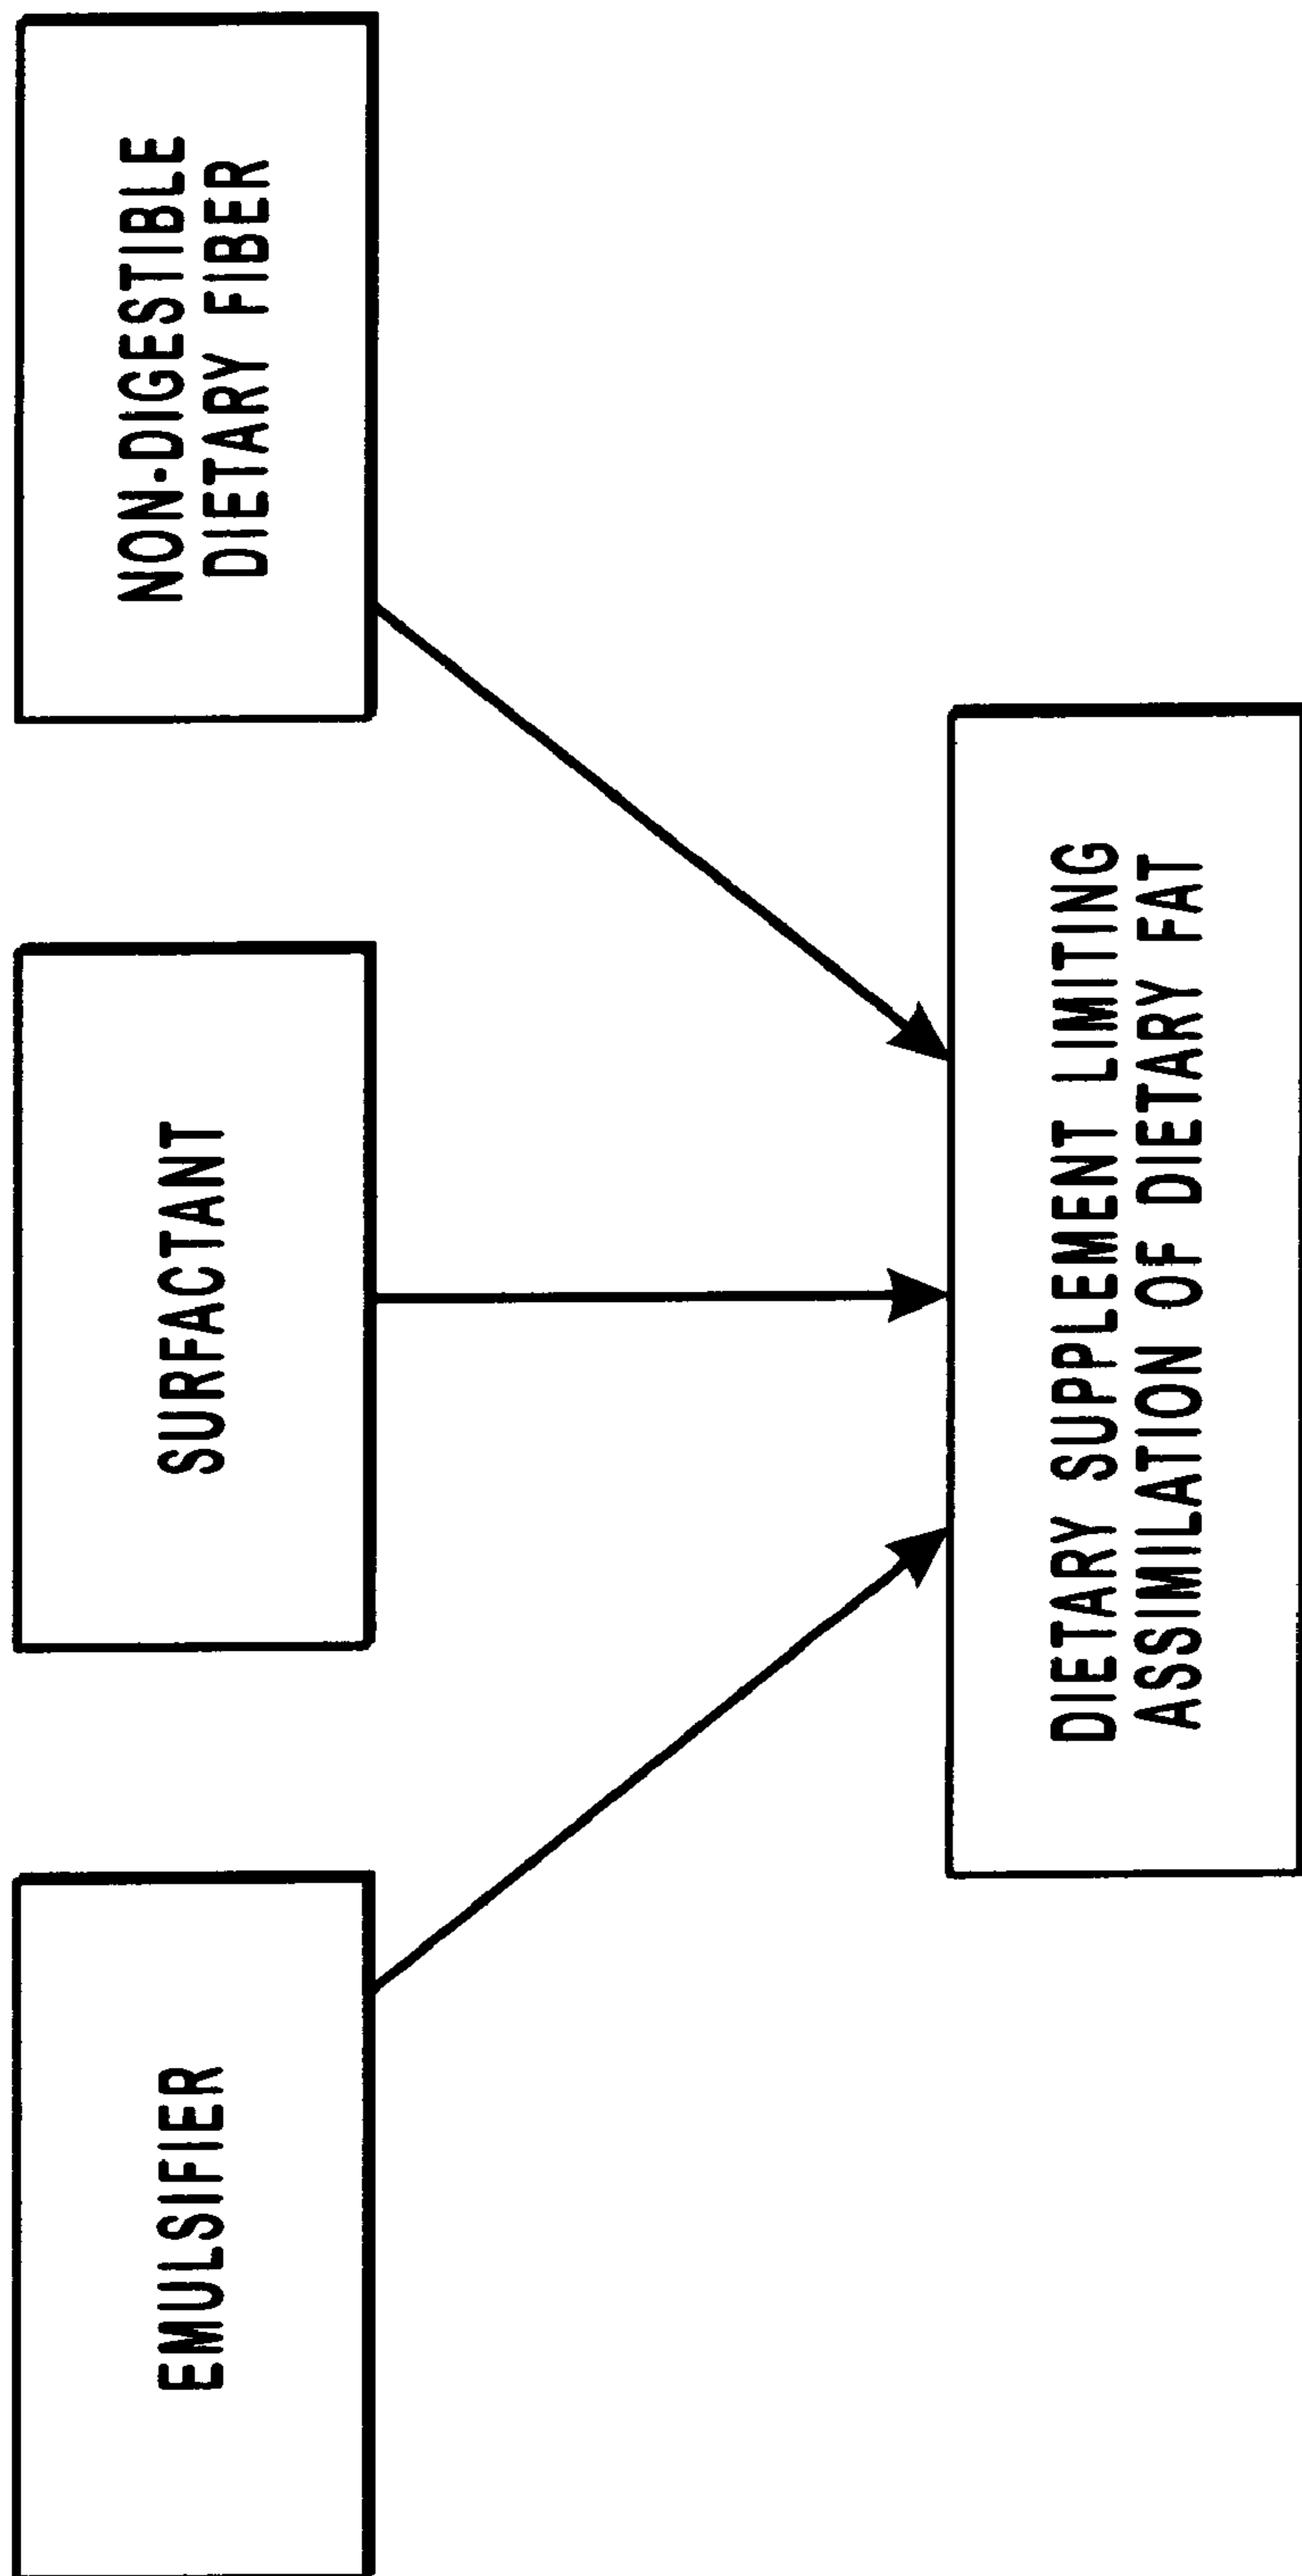 EMULSIFIER
SURFACTANT
NON-DIGESTIBLE
DIETARY FIBER
DIETARY SUPPLEMENT LIMITING
ASSIMILATION OF DIETARY FAT